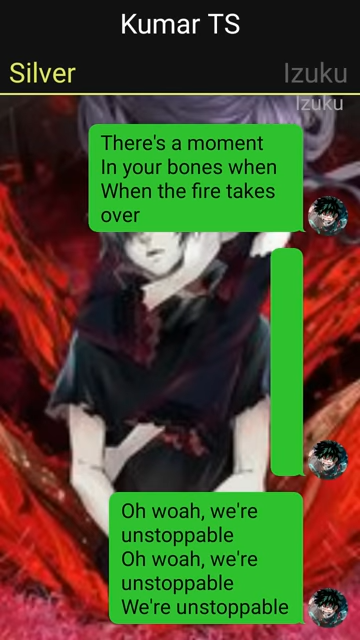 Kumar TS
Silver
Izuku
Izuku
There's a moment
In your bones when
When the fire takes
over
Oh woah, we're
unstoppable
Oh woah, we're
unstoppable
We're unstoppable